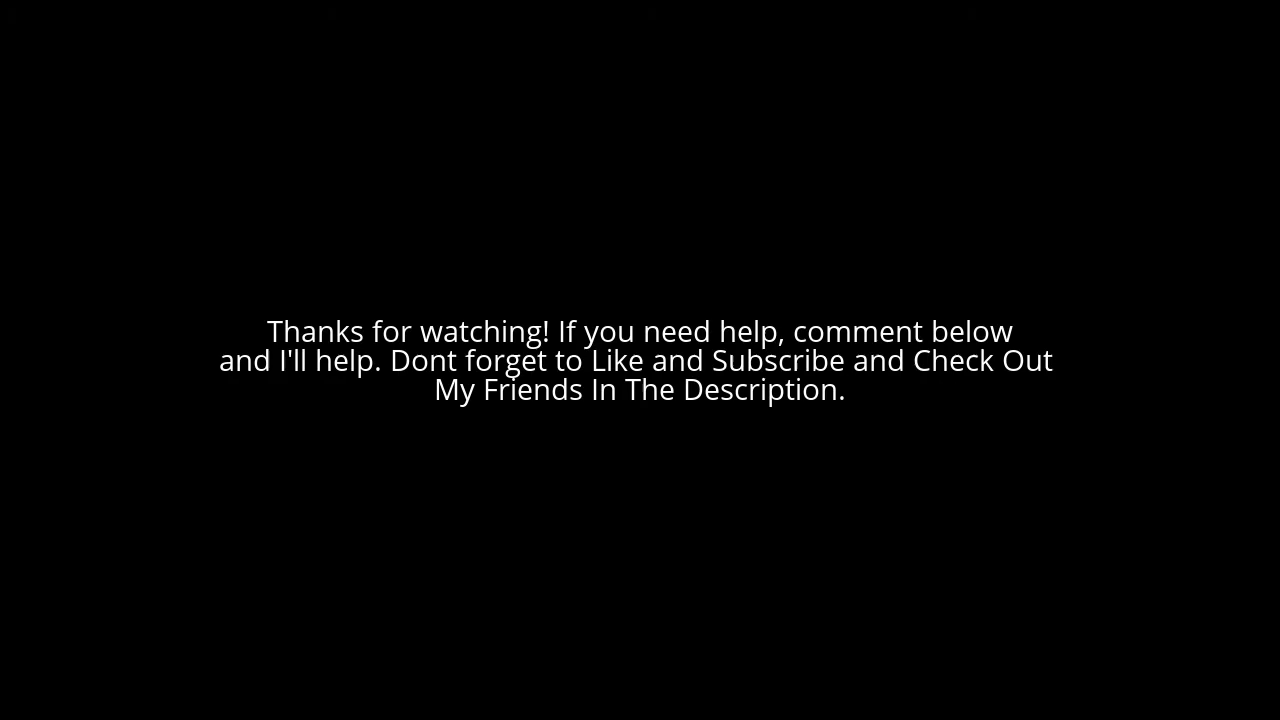 Thanks for watching! If you need help, comment below
and I'll help. Dont forget to Like and Subscribe and Check Out
My Friends In The Description.